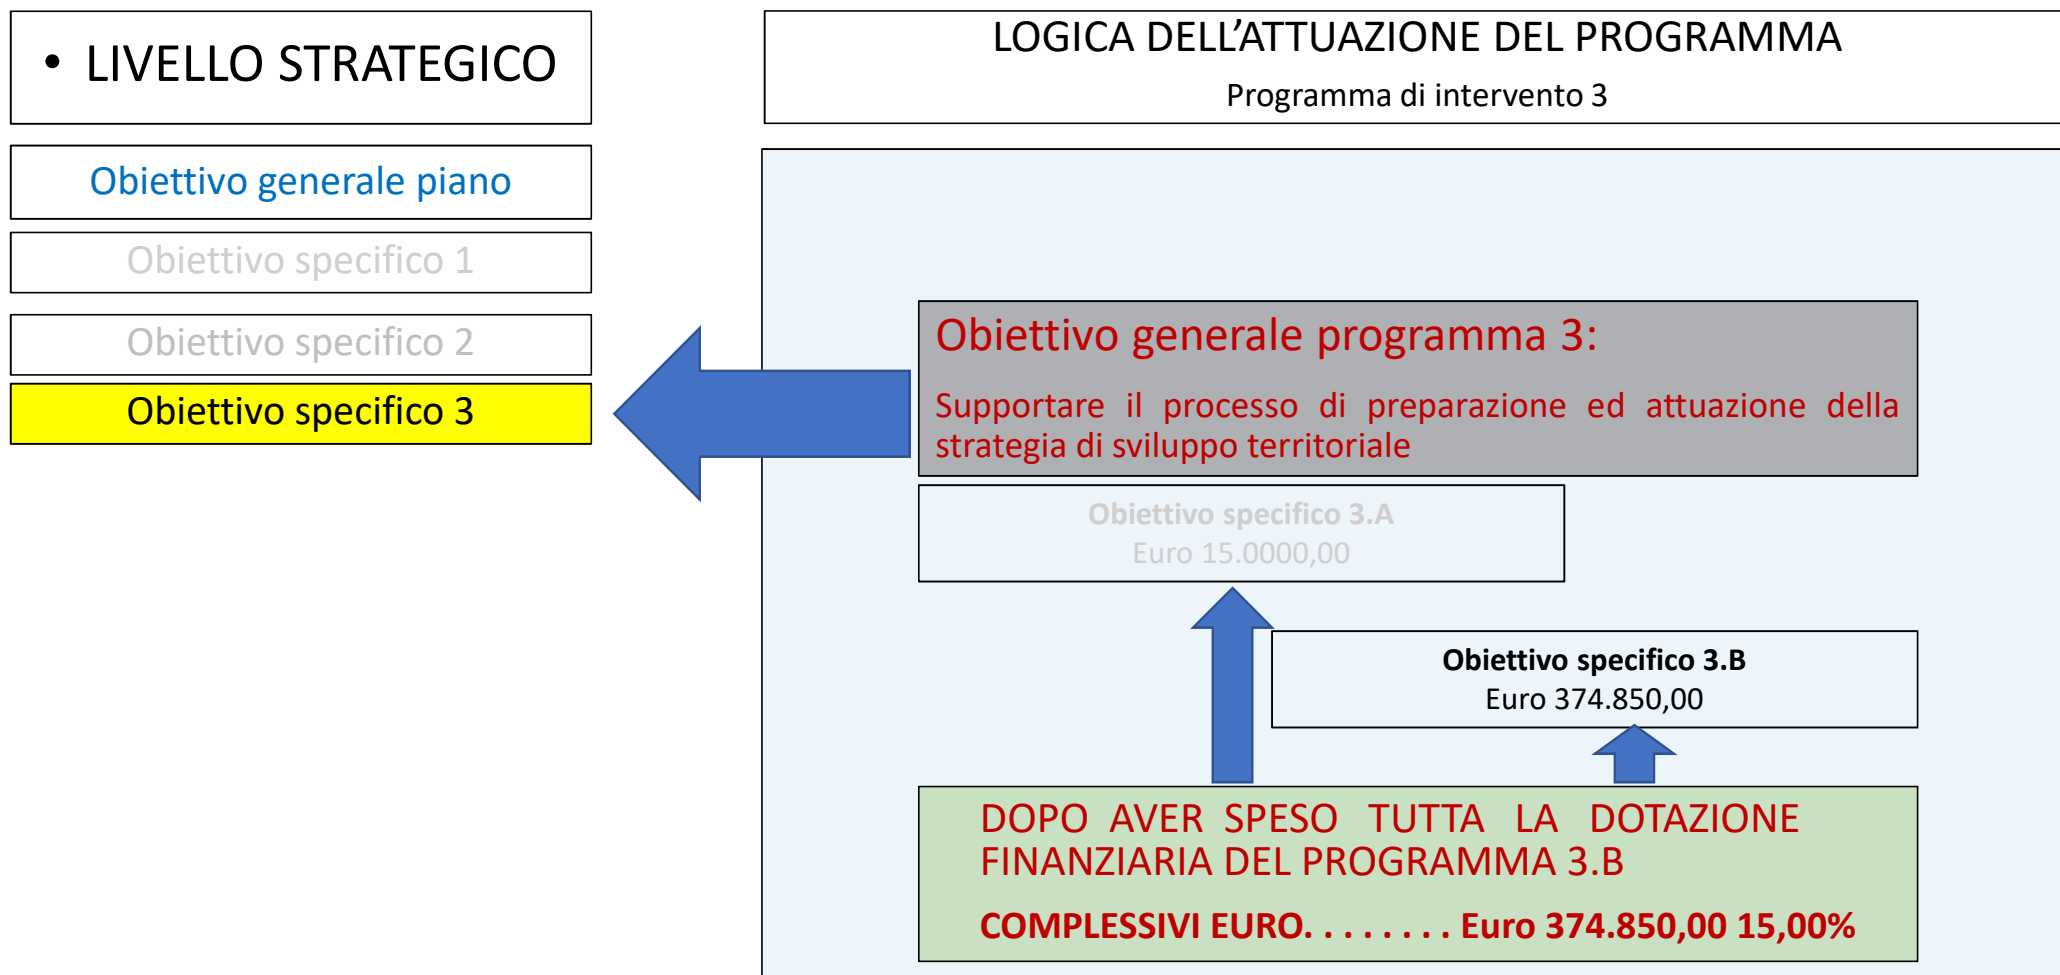 • LIVELLO STRATEGICO
Obiettivo generale piano
Obiettivo specifico 1
Obiettivo specifico 2
Obiettivo specifico 3
LOGICA DELL’ATTUAZIONE DEL PROGRAMMA
Programma di intervento 3
Obiettivo generale programma 3:
Supportare il processo di preparazione ed attuazione della
strategia di sviluppo territoriale
Obiettivo specifico 3.A
Euro 15.0000,00
Obiettivo specifico 3.B
Euro 374.850,00
DOPO AVER SPESO TUTTA LA DOTAZIONE
FINANZIARIA DEL PROGRAMMA 3.B
COMPLESSIVI EURO. . . . . . . . Euro 374.850,00 15,00%